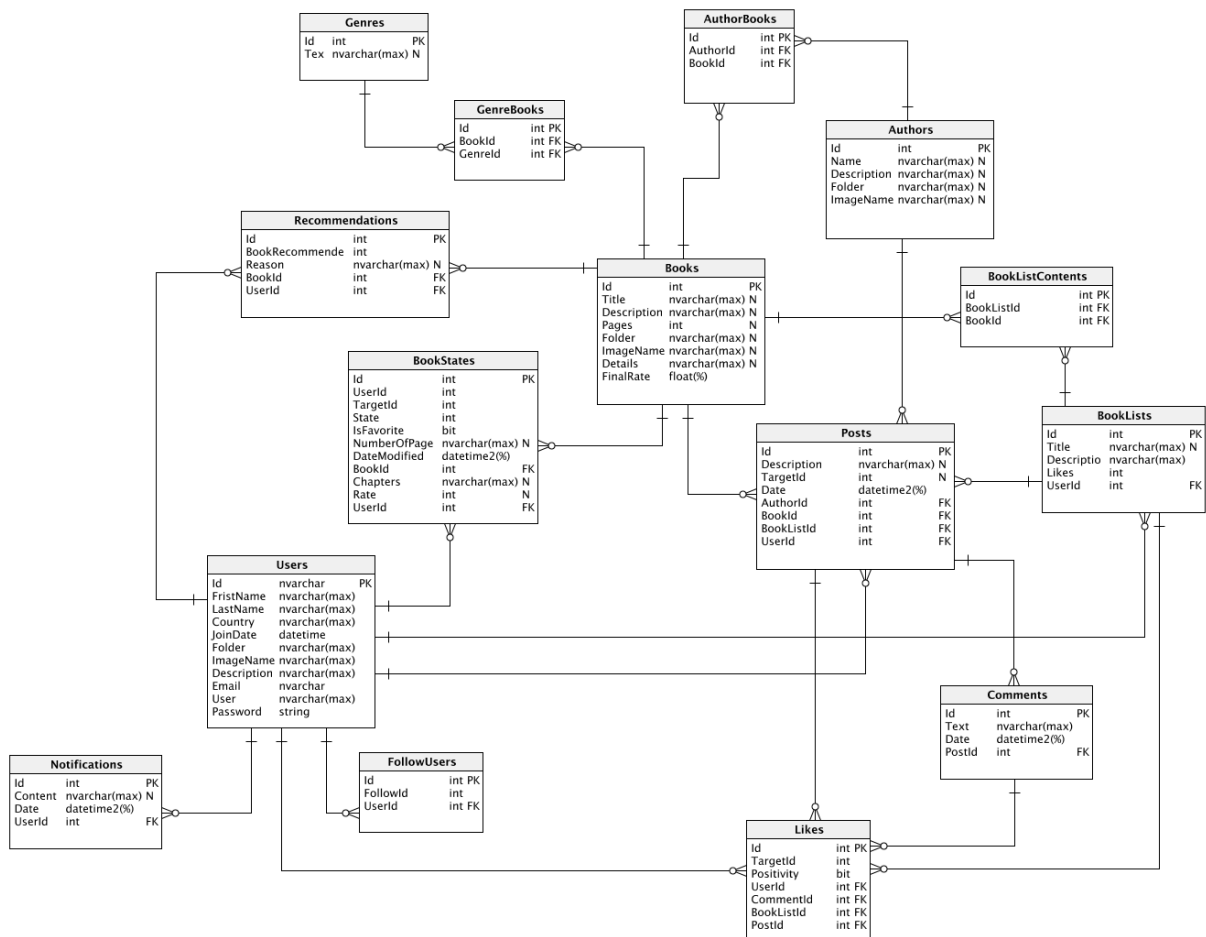 Genres
Id int PK
Tex nvarchar(max) N
AuthorBooks
Id int PK
AuthorId int FK
BookId int FK
GenreBooks
Id int PK
BookId int FK
GenreId int FK
Authors
Id int PK
Name nvarchar(max) N
Description nvarchar(max) N
Folder nvarchar(max) N
ImageName nvarchar(max) N
Recommendations
Id int PK
BookRecommende int
Reason nvarchar(max) N
BookId int FK
UserId int FK
Books
Id int PK
Title nvarchar(max) N
Description nvarchar(max) N
Pages int N
Folder nvarchar(max) N
ImageName nvarchar(max) N
Details nvarchar(max) N
FinalRate float(%)
BookListContents
Id int PK
BookListId int FK
BookId int FK
BookStates
Id int PK
UserId int
TargetId int
State int
IsFavorite bit
NumberOfPage nvarchar(max) N
DateModified datetime2(%)
BookId int FK
Chapters nvarchar(max) N
Rate int N
UserId int FK
BookLists
Id int PK
Title nvarchar(max) N
Descriptio nvarchar(max)
Likes int
UserId int FK
Posts
Id int PK
Description nvarchar(max) N
TargetId int N
Date datetime2(%)
AuthorId int FK
BookId int FK
BookListId int FK
UserId int FK
Users
Id nvarchar PK
FristName nvarchar(max)
LastName nvarchar(max)
Country nvarchar(max)
JoinDate datetime
Folder nvarchar(max)
ImageName nvarchar(max)
Description nvarchar(max)
Email nvarchar
User nvarchar(max)
Password string
Comments
Id int PK
Text nvarchar(max)
Date datetime2(%)
PostId int FK
Notifications
Id int PK
Content nvarchar(max) N
Date datetime2(%)
UserId int FK
FollowUsers
Id int PK
FollowId int
UserId int FK
Likes
Id int PK
TargetId int
Positivity bit
UserId int FK
CommentId int FK
BookListId int FK
PostId int FK